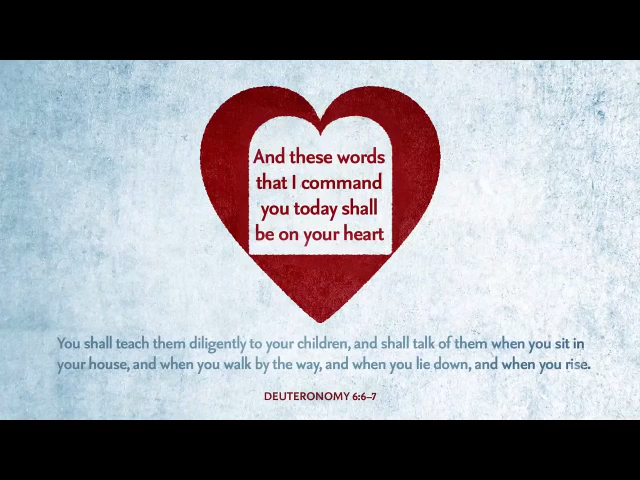 And these words
that I command
you today shall
be on your heart
You shall teach them diligently to your children, and shall talk of them when you sit in
your house, and when you walk by the way, and when you lie down, and when you rise.
DEUTERONOMY 6:6–7